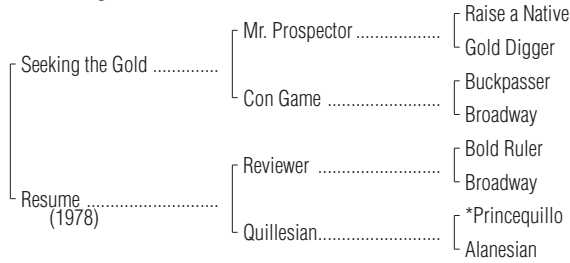 Raise a Native
Mr. Prospector ..................
Gold Digger
Seeking the Gold ..............
Buckpasser
Con Game ........................
Broadway
Bold Ruler
Reviewer ..........................
Broadway
Resume ............................
(1978)
*Princequillo
Quillesian..........................
Alanesian